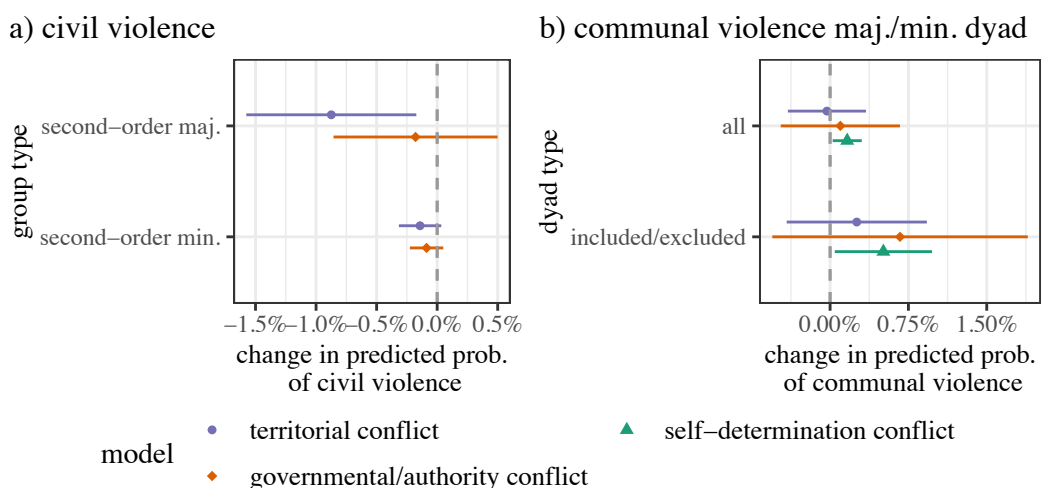 a) civil violence
group type
second−order maj.
second−order min.
−1.5% −1.0% −0.5% 0.0% 0.5%
change in predicted prob.
of civil violence
b) communal violence maj./min. dyad
dyad type
all
included/excluded
0.00% 0.75% 1.50%
change in predicted prob.
of communal violence
model
territorial conflict
governmental/authority conflict
self−determination conflict